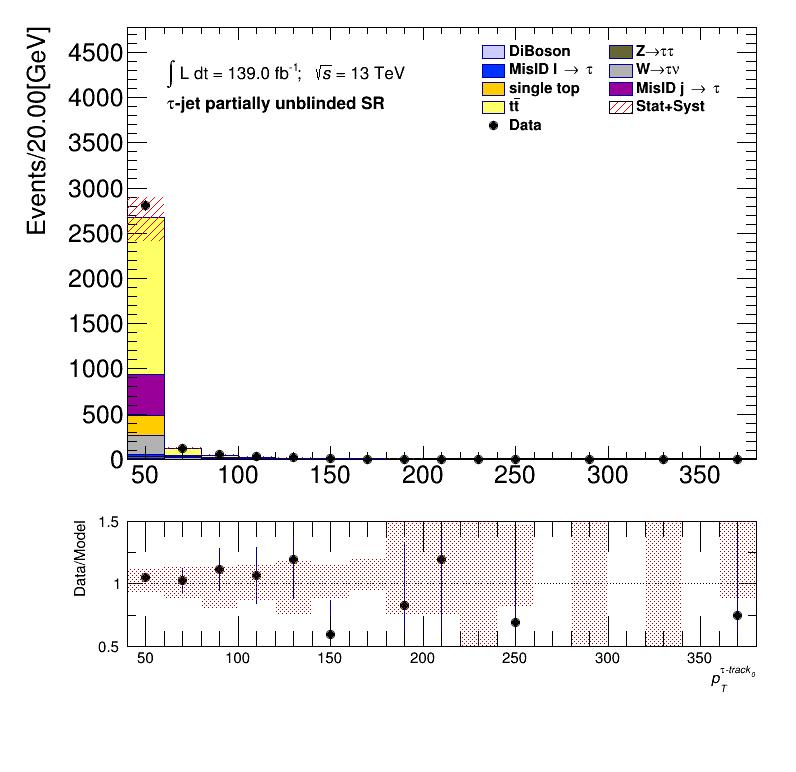 Events/20.00[GeV]
∫ L dt = 139.0 fb⁻¹; √s = 13 TeV
τ-jet partially unblinded SR
DiBoson
MisID l → τ
single top
tt̄
Data
Z→ττ
W→τν
MisID j → τ
Stat+Syst
4500
4000
3500
3000
2500
2000
1500
1000
500
0
50 100 150 200 250 300 350
Data/Model
1.5
1
0.5
50 100 150 200 250 300 350
p_T^{τ-track_0}